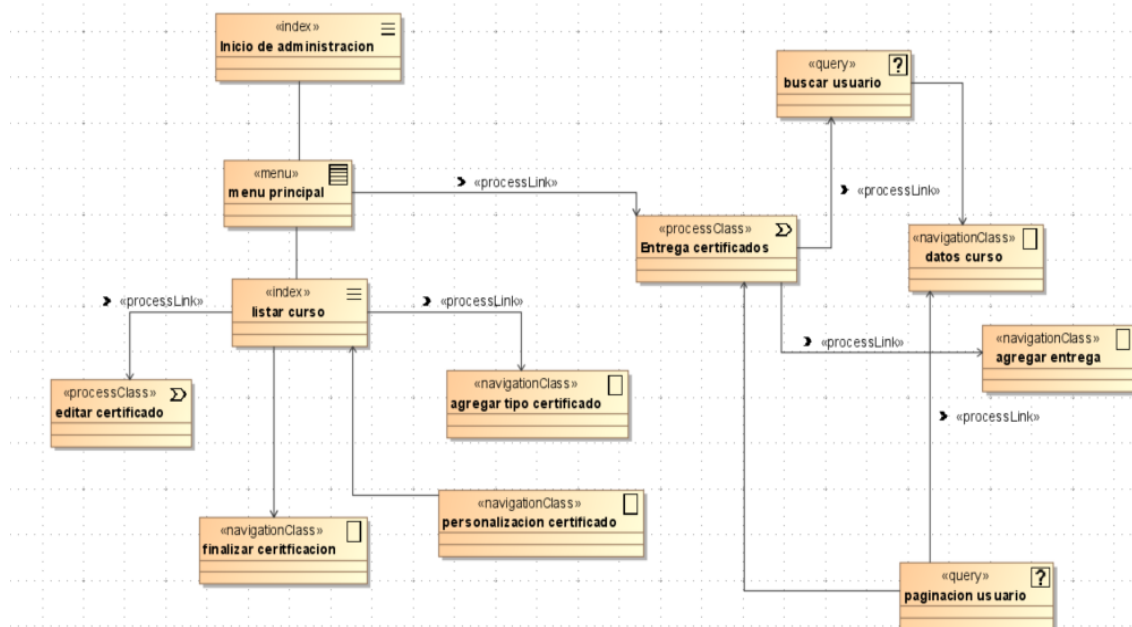 «index»
Inicio de administracion
«query»
buscar usuario
«menu»
menu principal
«processLink»
«processLink»
«processClass»
Entrega certificados
«navigationClass»
datos curso
«index»
listar curso
«processLink»
«processLink»
«processLink»
«navigationClass»
agregar entrega
«processClass»
editar certificado
«navigationClass»
agregar tipo certificado
«processLink»
«navigationClass»
personalizacion certificado
«navigationClass»
finalizar ceritficacion
«query»
paginacion usuario